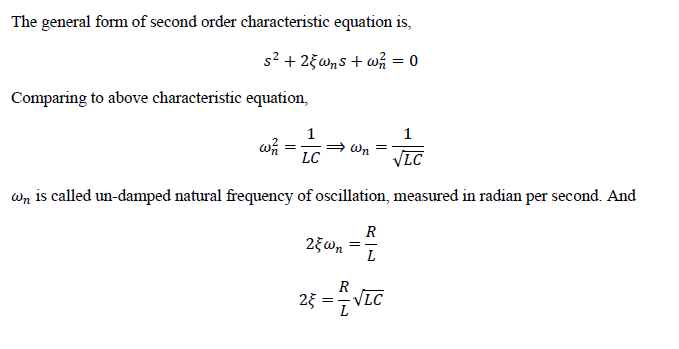 The general form of second order characteristic equation is,
s² + 2ξωₙs + ωₙ² = 0
Comparing to above characteristic equation,
ωₙ² = 1/LC ⟹ ωₙ = 1/√LC
ωₙ is called un-damped natural frequency of oscillation, measured in radian per second. And
2ξωₙ = R/L
2ξ = R/L √LC